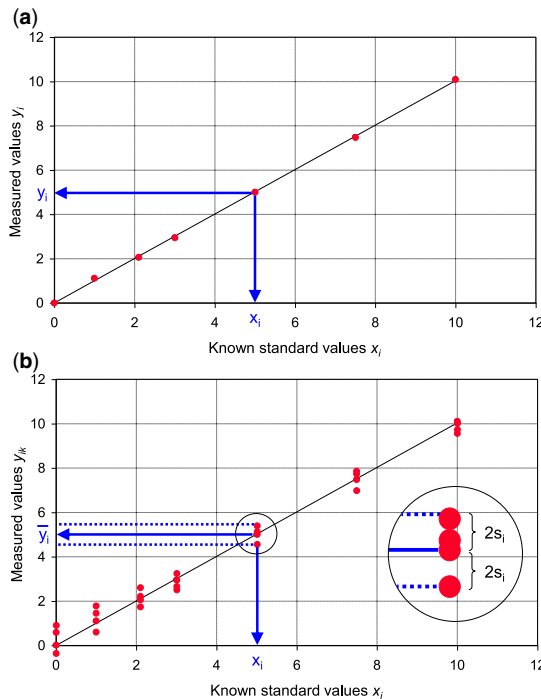 (a)
12
10
8
6
4
2
0
Measured values yᵢ
yᵢ
xᵢ
0 2 4 6 8 10 12
Known standard values xᵢ
(b)
12
10
8
6
4
2
0
Measured values yᵢₖ
y̅ᵢ
xᵢ
2sᵢ
2sᵢ
0 2 4 6 8 10 12
Known standard values xᵢ